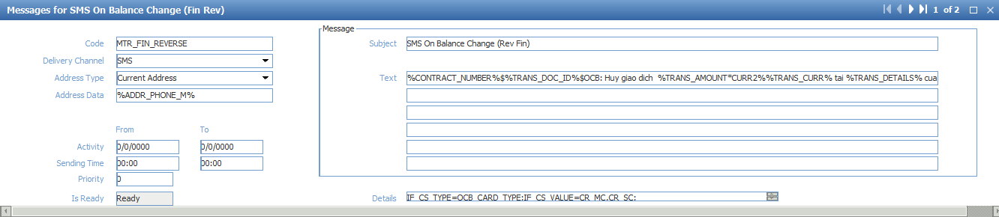 Messages for SMS On Balance Change (Fin Rev)
1 of 2
Code MTR_FIN_REVERSE
Delivery Channel SMS
Address Type Current Address
Address Data %ADDR_PHONE_M%
From To
Activity 0/0/0000 0/0/0000
Sending Time 00:00 00:00
Priority 0
Is Ready Ready
Message
Subject SMS On Balance Change (Rev Fin)
Text %CONTRACT_NUMBER%$%TRANS_DOC_ID%$OCB: Huy giao dich %TRANS_AMOUNT*CURR2%%TRANS_CURR% tai %TRANS_DETAILS% cua
Details IF_CS_TYPE=OCB_CARD_TYPE;IF_CS_VALUE=CR_MC,CR_SC;